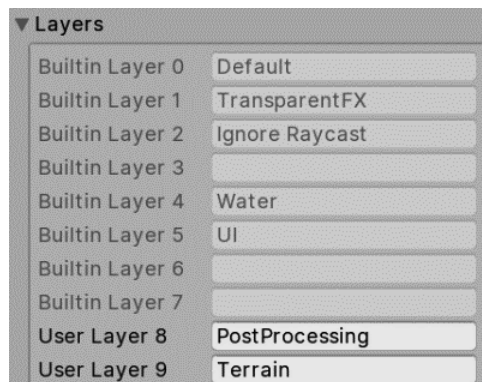 Layers
Builtin Layer 0 Default
Builtin Layer 1 TransparentFX
Builtin Layer 2 Ignore Raycast
Builtin Layer 3
Builtin Layer 4 Water
Builtin Layer 5 UI
Builtin Layer 6
Builtin Layer 7
User Layer 8 PostProcessing
User Layer 9 Terrain